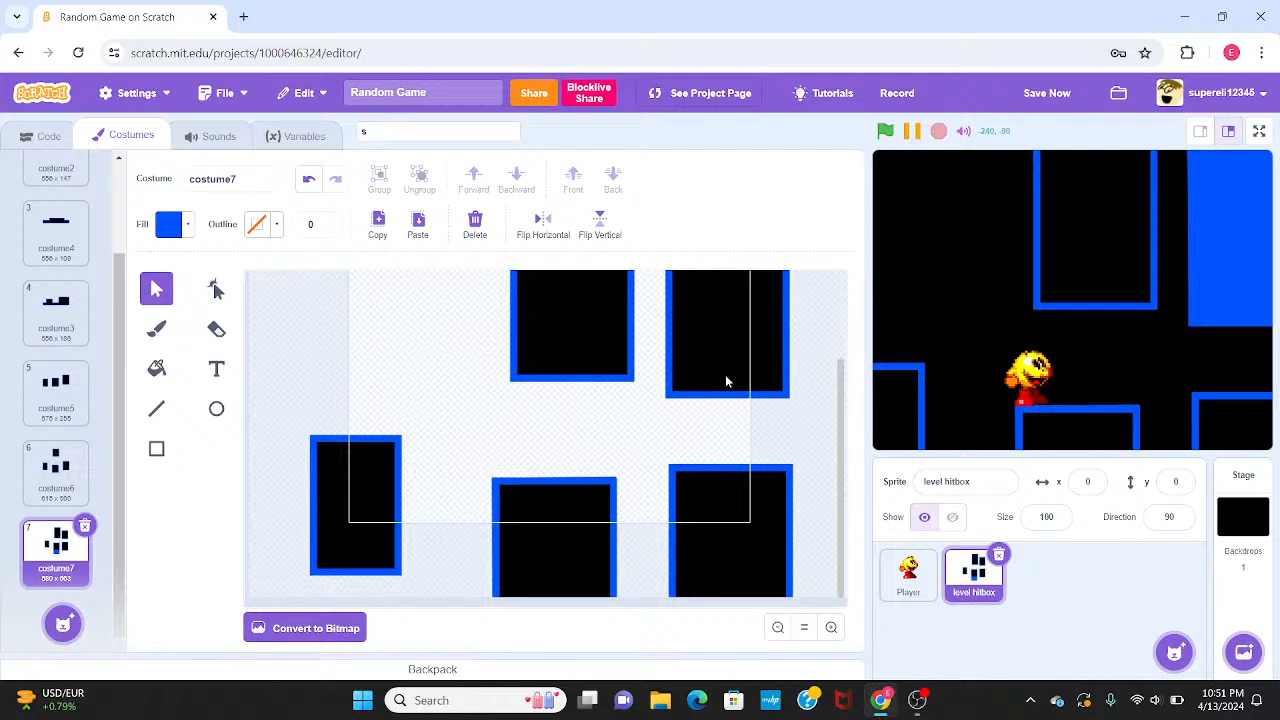 Random Game on Scratch
scratch.mit.edu/projects/1000646324/editor/
E
SCRATCH
Settings
File
Edit
Random Game
Share
Blocklive
Share
See Project Page
Tutorials
Record
Save Now
supereli12345
Code
Costumes
Sounds
(x) Variables
s
-240, -90
costume2
556 x 147
3
costume4
556 x 109
4
costume3
556 x 186
5
costume5
578 x 255
6
costume6
7
costume7
Costume
costume7
Group
Ungroup
Forward
Backward
Front
Back
Fill
Outline
0
Copy
Paste
Delete
Flip Horizontal
Flip Vertical
Convert to Bitmap
Backpack
Sprite
level hitbox
x
0
y
0
Show
Size
100
Direction
90
Player
level hitbox
Stage
Backdrops
1
USD/EUR
+0.79%
Search
10:51 PM
4/13/2024